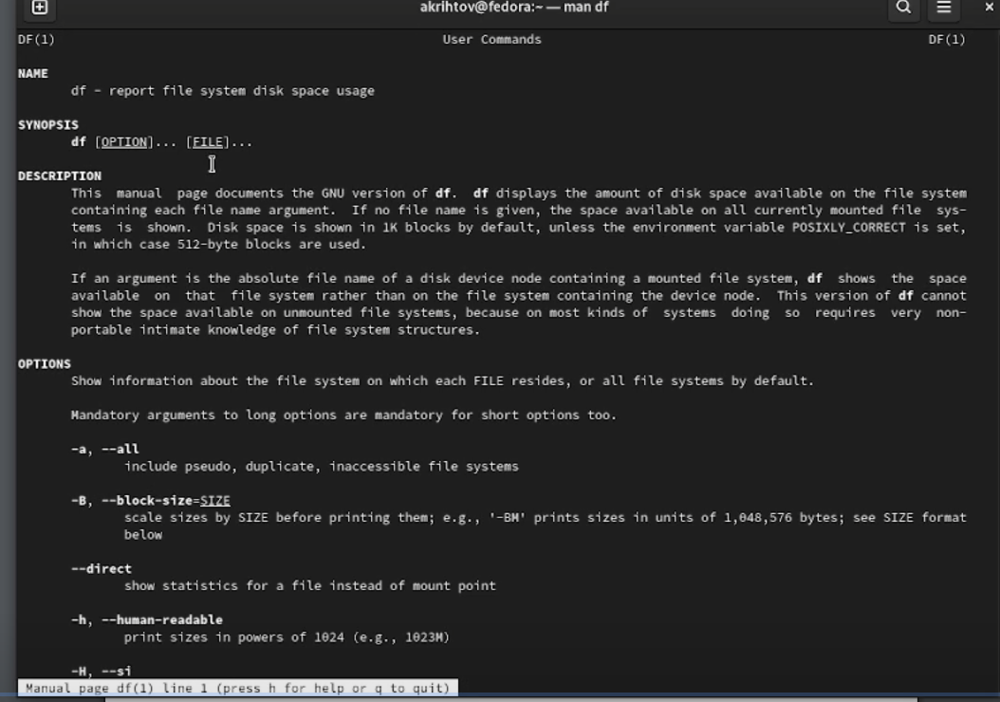 akrihtov@fedora:~ — man df
DF(1) User Commands DF(1)
NAME
df - report file system disk space usage
SYNOPSIS
df [OPTION]... [FILE]...
DESCRIPTION
This manual page documents the GNU version of df. df displays the amount of disk space available on the file system
containing each file name argument. If no file name is given, the space available on all currently mounted file sys-
tems is shown. Disk space is shown in 1K blocks by default, unless the environment variable POSIXLY_CORRECT is set,
in which case 512-byte blocks are used.
If an argument is the absolute file name of a disk device node containing a mounted file system, df shows the space
available on that file system rather than on the file system containing the device node. This version of df cannot
show the space available on unmounted file systems, because on most kinds of systems doing so requires very non-
portable intimate knowledge of file system structures.
OPTIONS
Show information about the file system on which each FILE resides, or all file systems by default.
Mandatory arguments to long options are mandatory for short options too.
-a, --all
include pseudo, duplicate, inaccessible file systems
-B, --block-size=SIZE
scale sizes by SIZE before printing them; e.g., '-BM' prints sizes in units of 1,048,576 bytes; see SIZE format
below
--direct
show statistics for a file instead of mount point
-h, --human-readable
print sizes in powers of 1024 (e.g., 1023M)
-H, --si
Manual page df(1) line 1 (press h for help or q to quit)